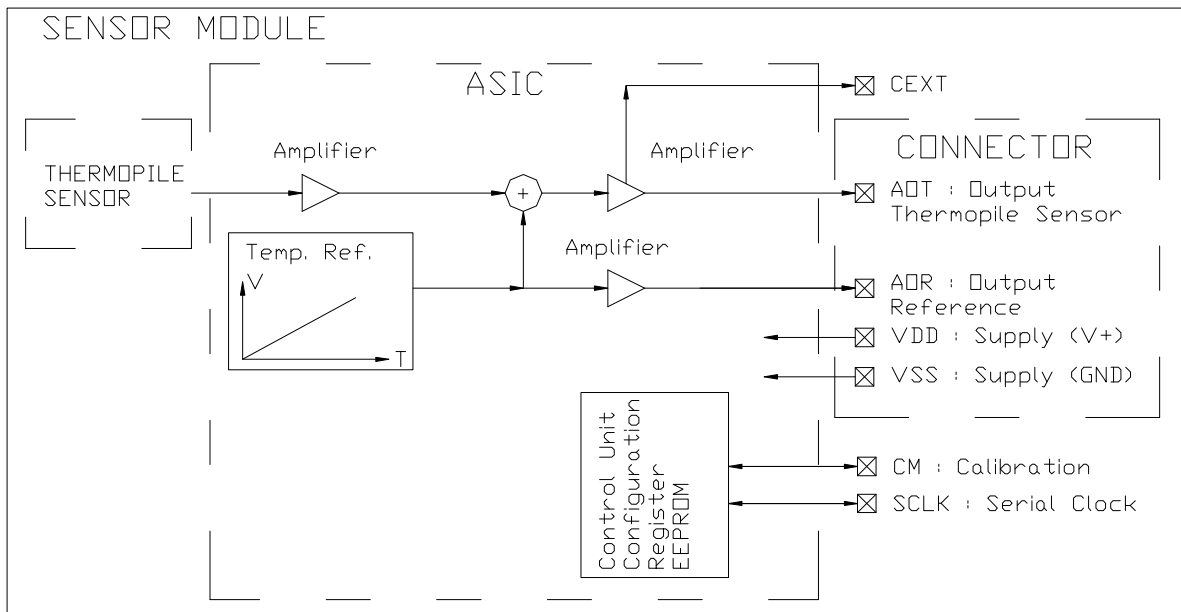 SENSOR MODULE
ASIC
CEXT
CONNECTOR
THERMOPILE
SENSOR
Amplifier
+
Amplifier
AOT : Output
Thermopile Sensor
Temp. Ref.
V
T
Amplifier
AOR : Output
Reference
VDD : Supply (V+)
VSS : Supply (GND)
Control Unit
Configuration
Register
EEPROM
CM : Calibration
SCLK : Serial Clock